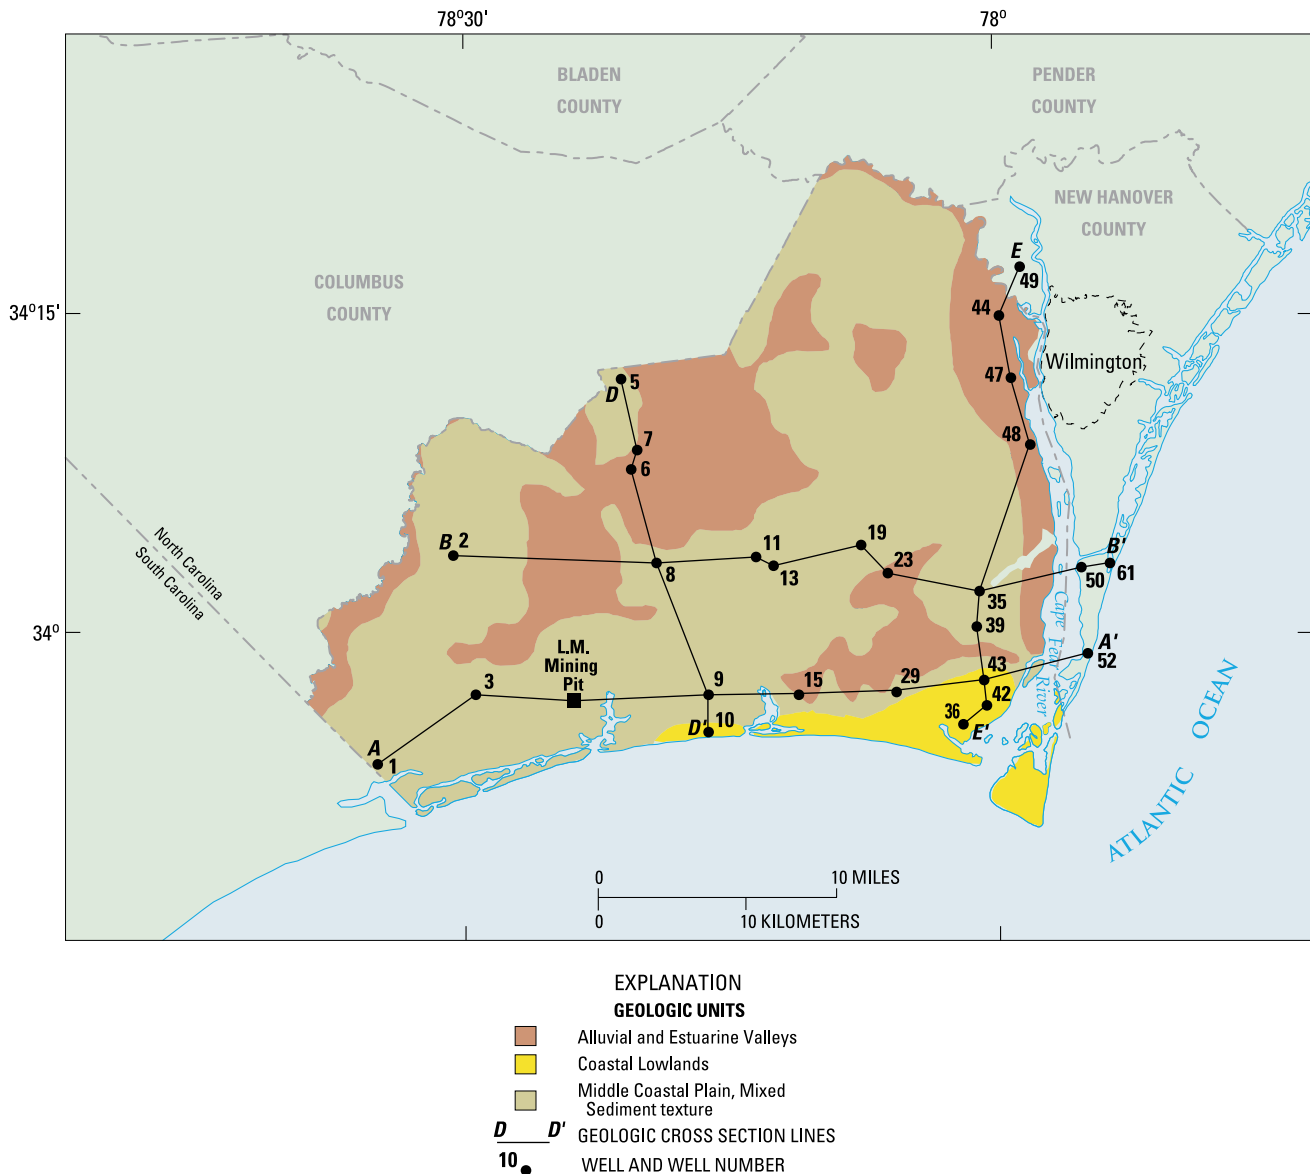 78°30'
78°
BLADEN
COUNTY
PENDER
COUNTY
NEW HANOVER
COUNTY
COLUMBUS
COUNTY
34°15'
E
49
44
47
Wilmington
48
5
D
7
6
B 2
8
11
13
19
23
35
50
B'
61
North Carolina
South Carolina
34°
39
Cape Fear River
A'
52
L.M.
Mining
Pit
3
9
15
29
43
42
36
E'
10
D'
A
1
ATLANTIC OCEAN
0
10 MILES
0
10 KILOMETERS
EXPLANATION
GEOLOGIC UNITS
Alluvial and Estuarine Valleys
Coastal Lowlands
Middle Coastal Plain, Mixed
Sediment texture
D D' GEOLOGIC CROSS SECTION LINES
10 WELL AND WELL NUMBER